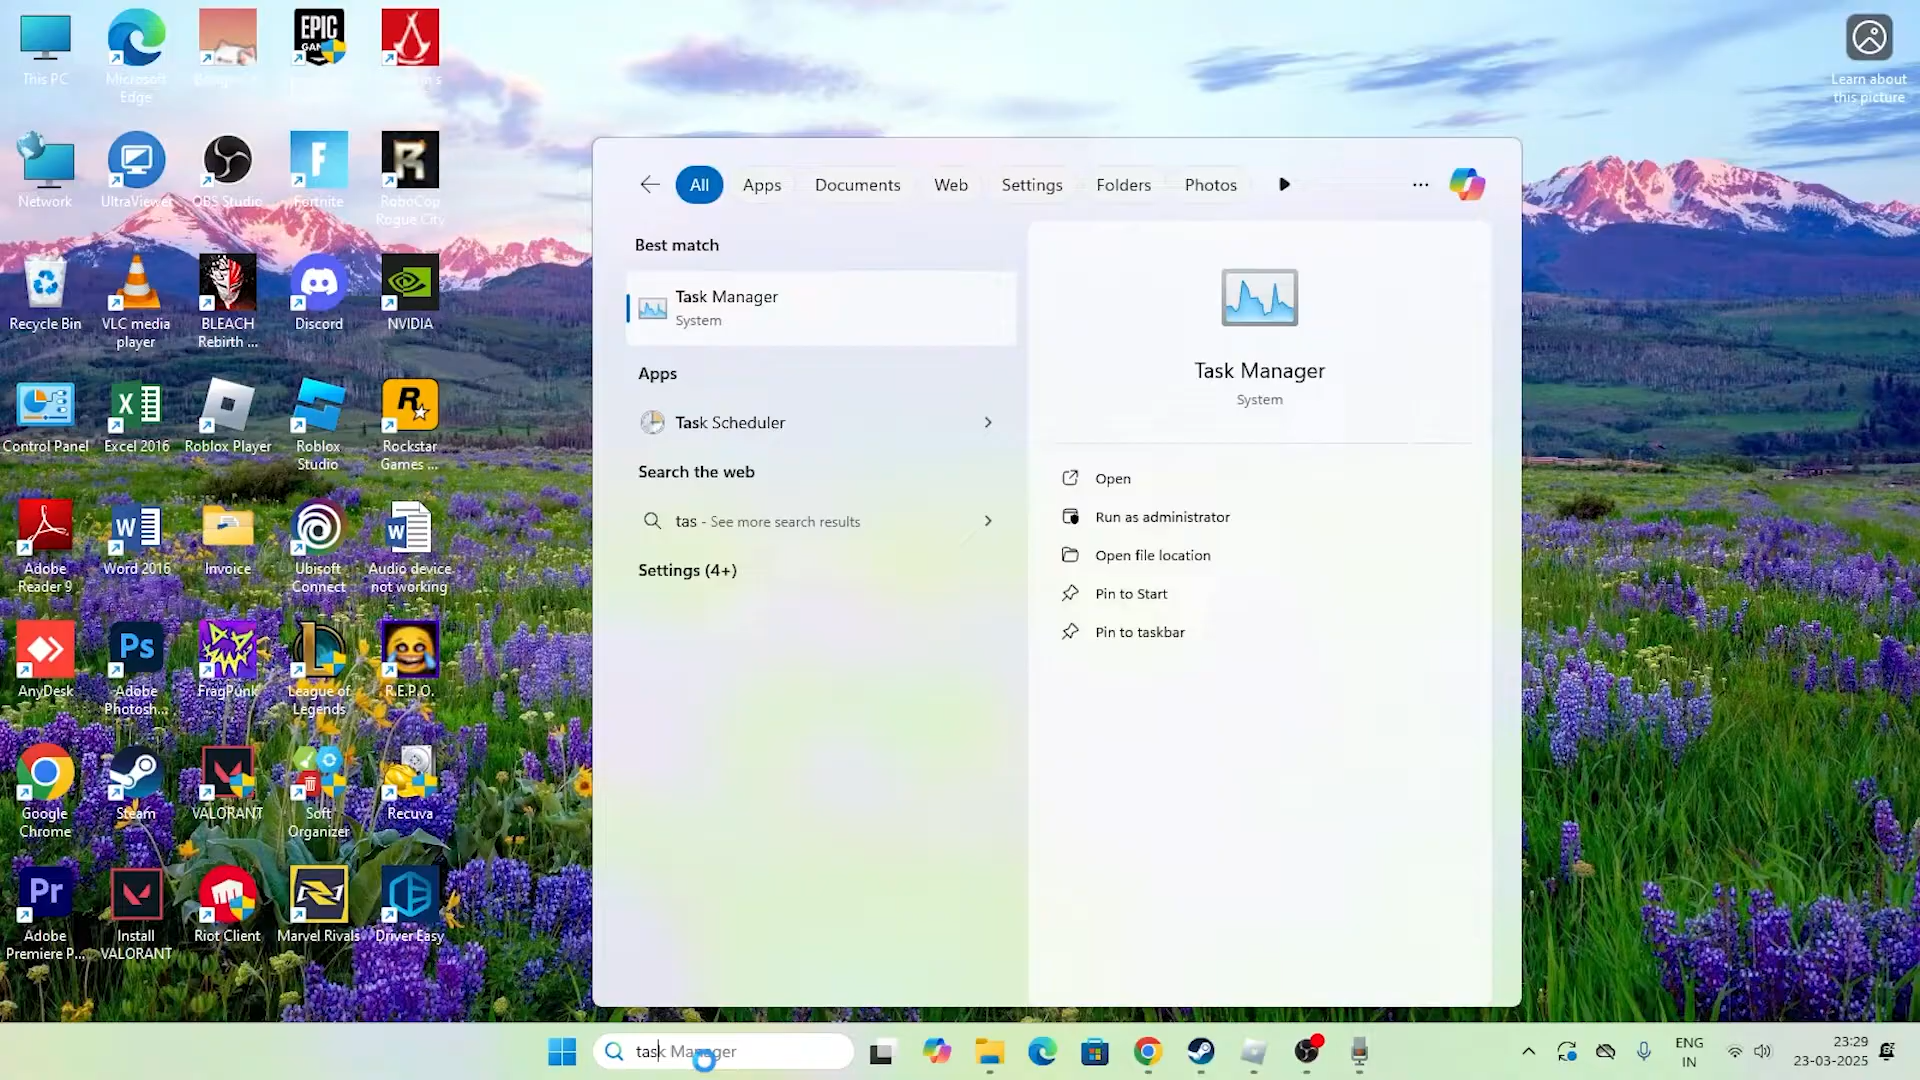 This PC
Microsoft
Edge
EPIC
GAMES
Learn about
this picture
Network
UltraViewer
OBS Studio
Fortnite
RoboCop
Rogue City
Recycle Bin
VLC media
player
BLEACH
Rebirth ...
Discord
NVIDIA
Control Panel
Excel 2016
Roblox Player
Roblox
Studio
Rockstar
Games ...
Adobe
Reader 9
Word 2016
Invoice
Ubisoft
Connect
Audio device
not working
AnyDesk
Ps
Adobe
Photosh...
FragPunk
League of
Legends
R.E.P.O.
Google
Chrome
Steam
VALORANT
Soft
Organizer
Recuva
Pr
Adobe
Premiere P...
Install
VALORANT
Riot Client
Marvel Rivals
Driver Easy
All
Apps
Documents
Web
Settings
Folders
Photos
Best match
Task Manager
System
Apps
Task Scheduler
Search the web
tas - See more search results
Settings (4+)
Task Manager
System
Open
Run as administrator
Open file location
Pin to Start
Pin to taskbar
task Manager
ENG
IN
23:29
23-03-2025